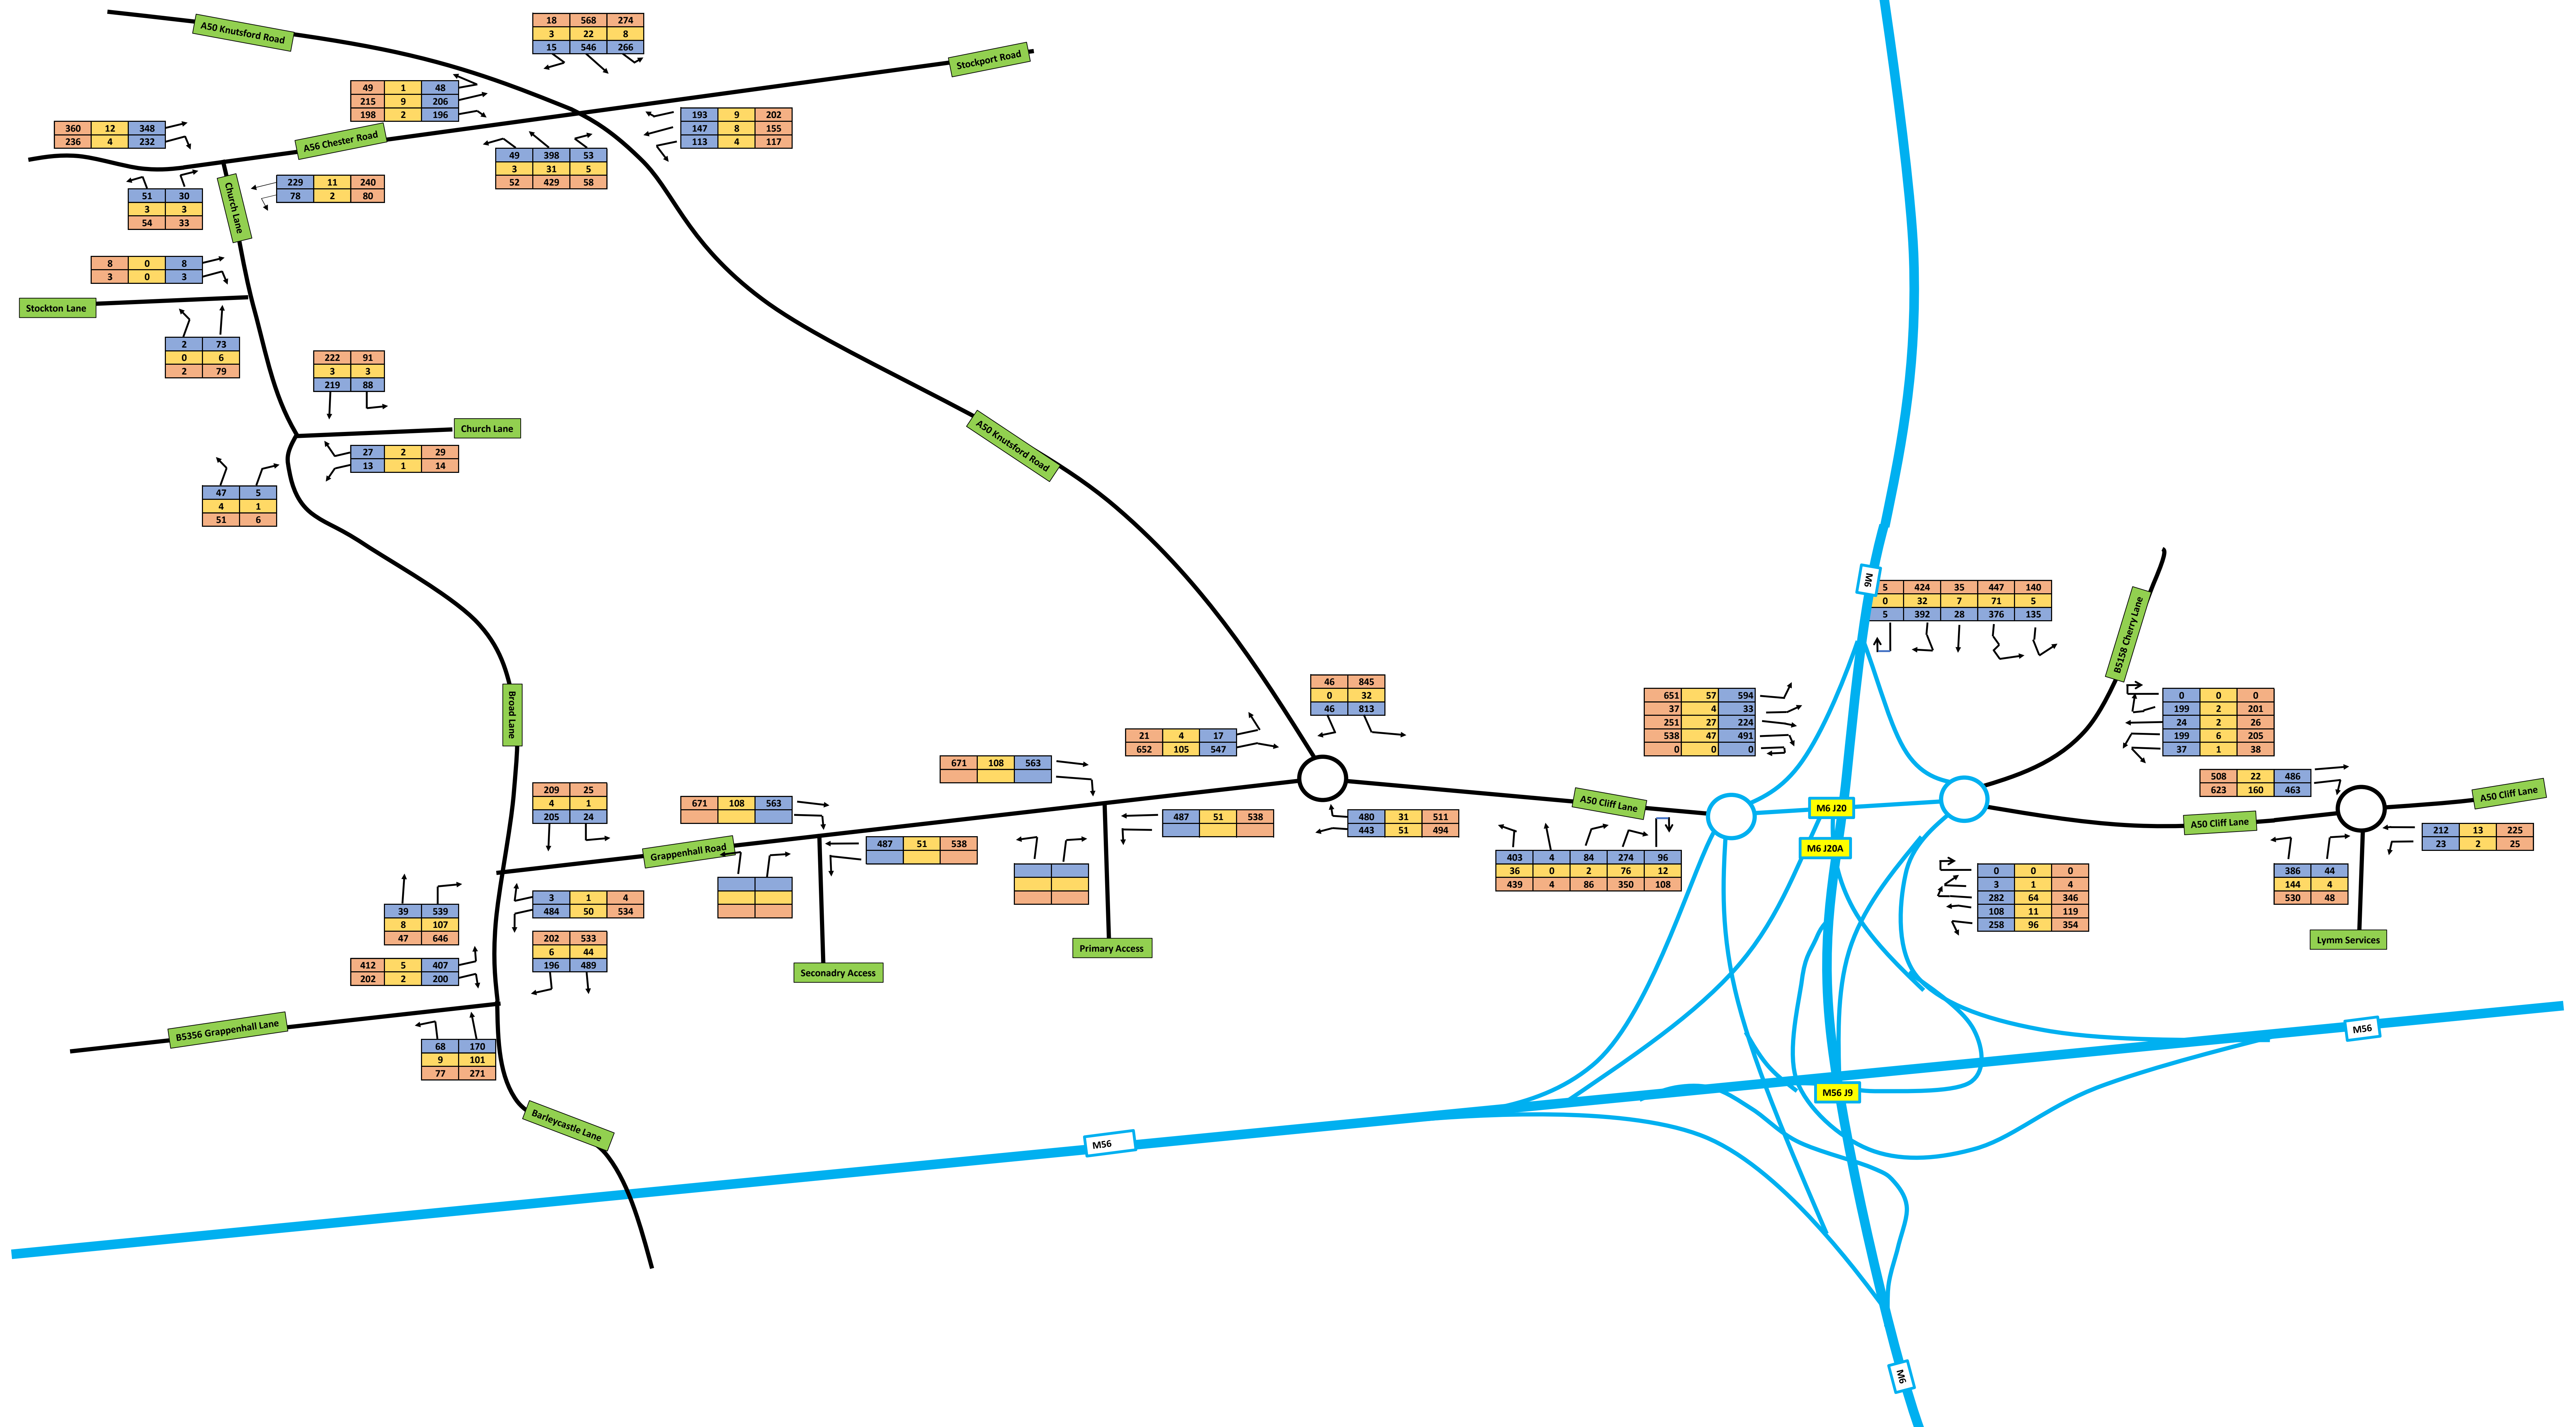 A50 Knutsford Road
18 568 274
3 22 8
15 546 266
Stockport Road
49 1 48
215 9 206
198 2 196
193 9 202
147 8 155
113 4 117
360 12 348
236 4 232
A56 Chester Road
49 398 53
3 31 5
52 429 58
Church Lane
229 11 240
78 2 80
51 30
3 3
54 33
8 0 8
3 0 3
Stockton Lane
2 73
0 6
2 79
222 91
3 3
219 88
Church Lane
27 2 29
13 1 14
47 5
4 1
51 6
A50 Knutsford Road
M6
5 424 35 447 140
0 32 7 71 5
5 392 28 376 135
B5158 Cherry Lane
Broad Lane
46 845
0 32
46 813
651 57 594
37 4 33
251 27 224
538 47 491
0 0 0
0 0 0
199 2 201
24 2 26
199 6 205
37 1 38
21 4 17
652 105 547
671 108 563
508 22 486
623 160 463
209 25
4 1
205 24
671 108 563
A50 Cliff Lane
M6 J20
A50 Cliff Lane
A50 Cliff Lane
487 51 538
480 31 511
443 51 494
212 13 225
23 2 25
Grappenhall Road
487 51 538
M6 J20A
403 4 84 274 96
36 0 2 76 12
439 4 86 350 108
386 44
144 4
530 48
0 0 0
3 1 4
282 64 346
108 11 119
258 96 354
3 1 4
484 50 534
39 539
8 107
47 646
202 533
6 44
196 489
Primary Access
Lymm Services
412 5 407
202 2 200
Seconadry Access
B5356 Grappenhall Lane
M56
68 170
9 101
77 271
M56 J9
Barleycastle Lane
M56
M6